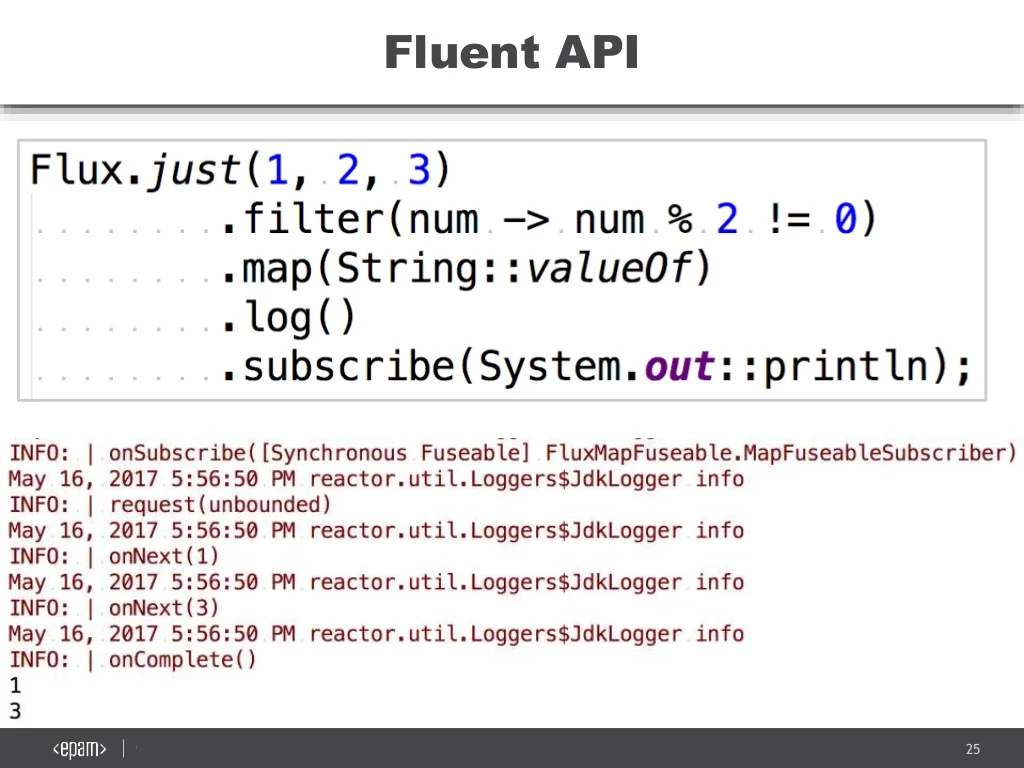 Fluent API
Flux.just(1, 2, 3)
.filter(num -> num % 2 != 0)
.map(String::valueOf)
.log()
.subscribe(System.out::println);
INFO: | onSubscribe([Synchronous Fuseable] FluxMapFuseable.MapFuseableSubscriber)
May 16, 2017 5:56:50 PM reactor.util.Loggers$JdkLogger info
INFO: | request(unbounded)
May 16, 2017 5:56:50 PM reactor.util.Loggers$JdkLogger info
INFO: | onNext(1)
May 16, 2017 5:56:50 PM reactor.util.Loggers$JdkLogger info
INFO: | onNext(3)
May 16, 2017 5:56:50 PM reactor.util.Loggers$JdkLogger info
INFO: | onComplete()
1
3
<epam> |
25